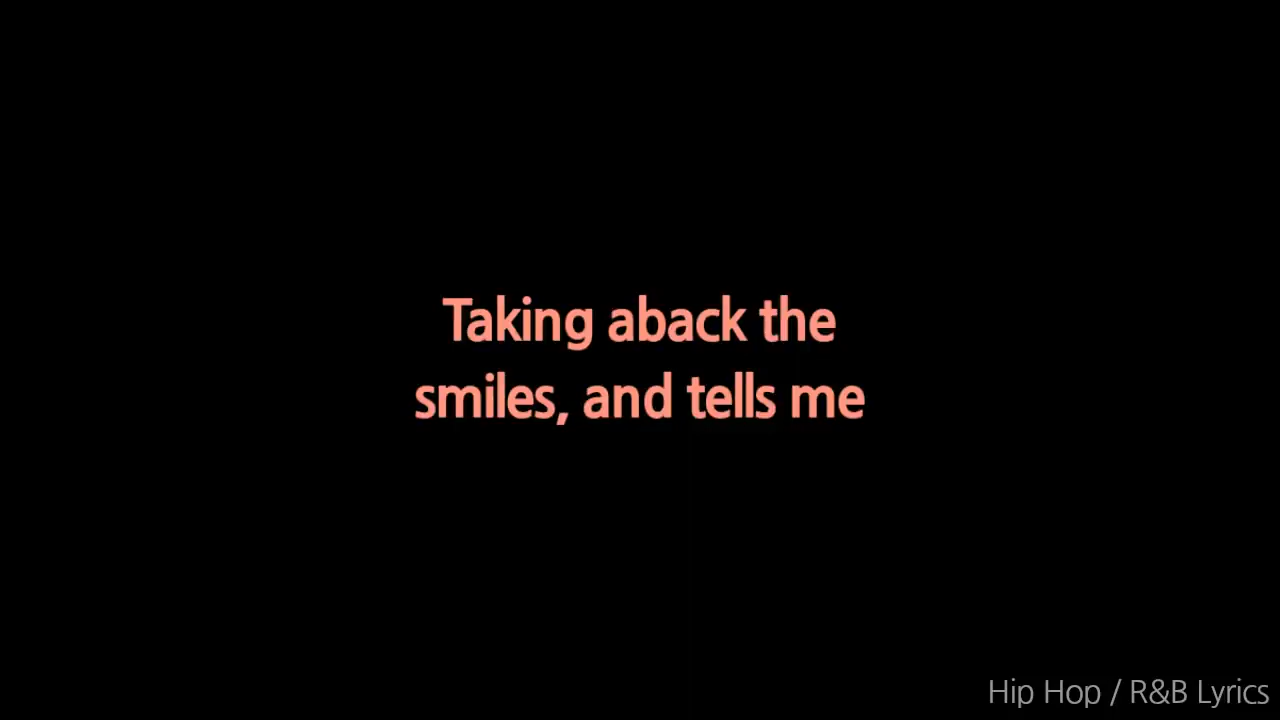 Taking aback the
smiles, and tells me
Hip Hop / R&B Lyrics